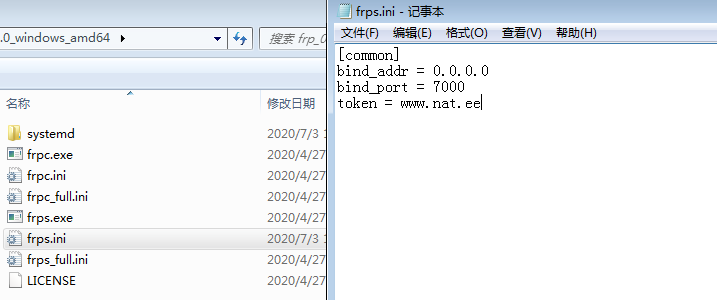 .0_windows_amd64
搜索 frp_0
名称
修改日期
systemd
2020/7/3 1
frpc.exe
2020/4/27
frpc.ini
2020/4/27
frpc_full.ini
2020/4/27
frps.exe
2020/4/27
frps.ini
2020/7/3 1
frps_full.ini
2020/4/27
LICENSE
2020/4/27
frps.ini - 记事本
文件(F) 编辑(E) 格式(O) 查看(V) 帮助(H)
[common]
bind_addr = 0.0.0.0
bind_port = 7000
token = www.nat.ee